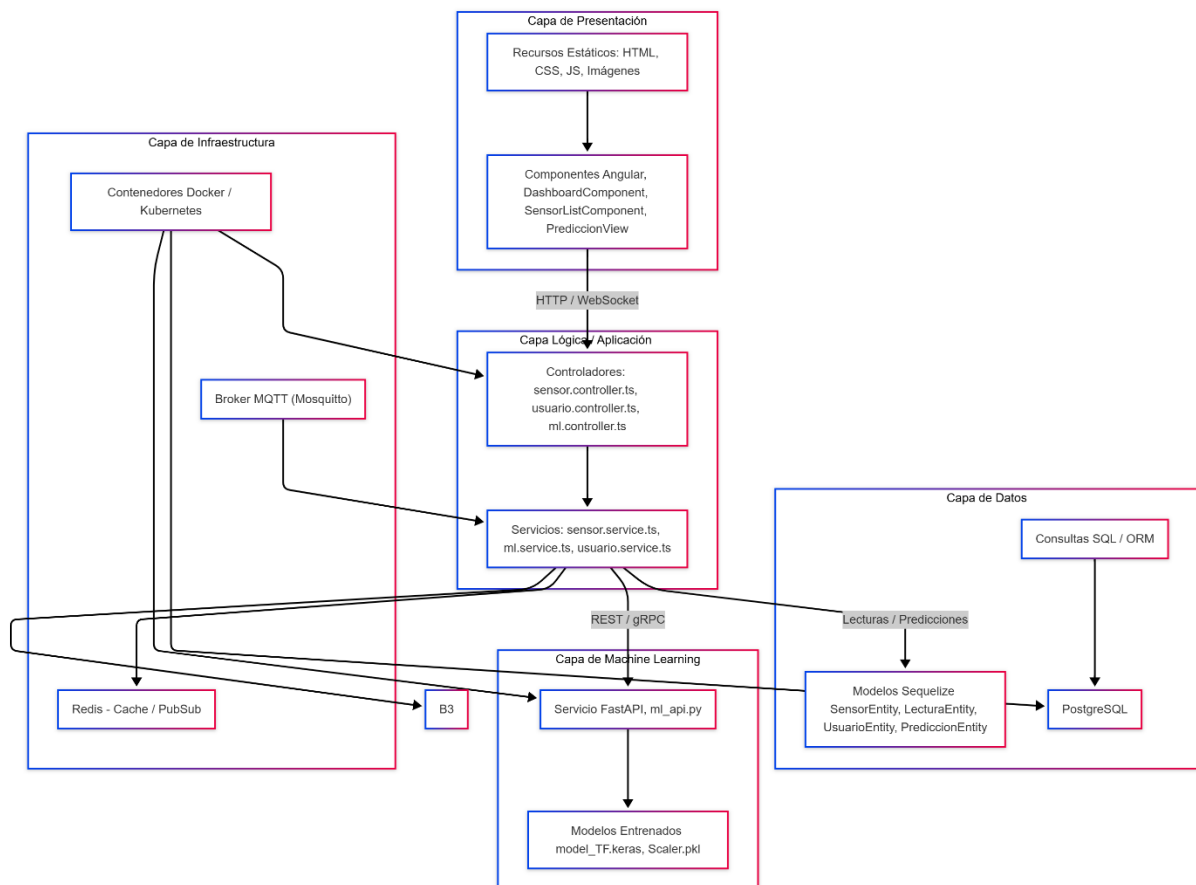 Capa de Presentación
Recursos Estáticos: HTML,
CSS, JS, Imágenes
Componentes Angular,
DashboardComponent,
SensorListComponent,
PrediccionView
HTTP / WebSocket
Capa de Infraestructura
Contenedores Docker /
Kubernetes
Broker MQTT (Mosquitto)
Redis - Cache / PubSub
Capa Lógica / Aplicación
Controladores:
sensor.controller.ts,
usuario.controller.ts,
ml.controller.ts
Servicios: sensor.service.ts,
ml.service.ts, usuario.service.ts
REST / gRPC
Lecturas / Predicciones
B3
Capa de Machine Learning
Servicio FastAPI, ml_api.py
Modelos Entrenados
model_TF.keras, Scaler.pkl
Capa de Datos
Consultas SQL / ORM
Modelos Sequelize
SensorEntity, LecturaEntity,
UsuarioEntity, PrediccionEntity
PostgreSQL